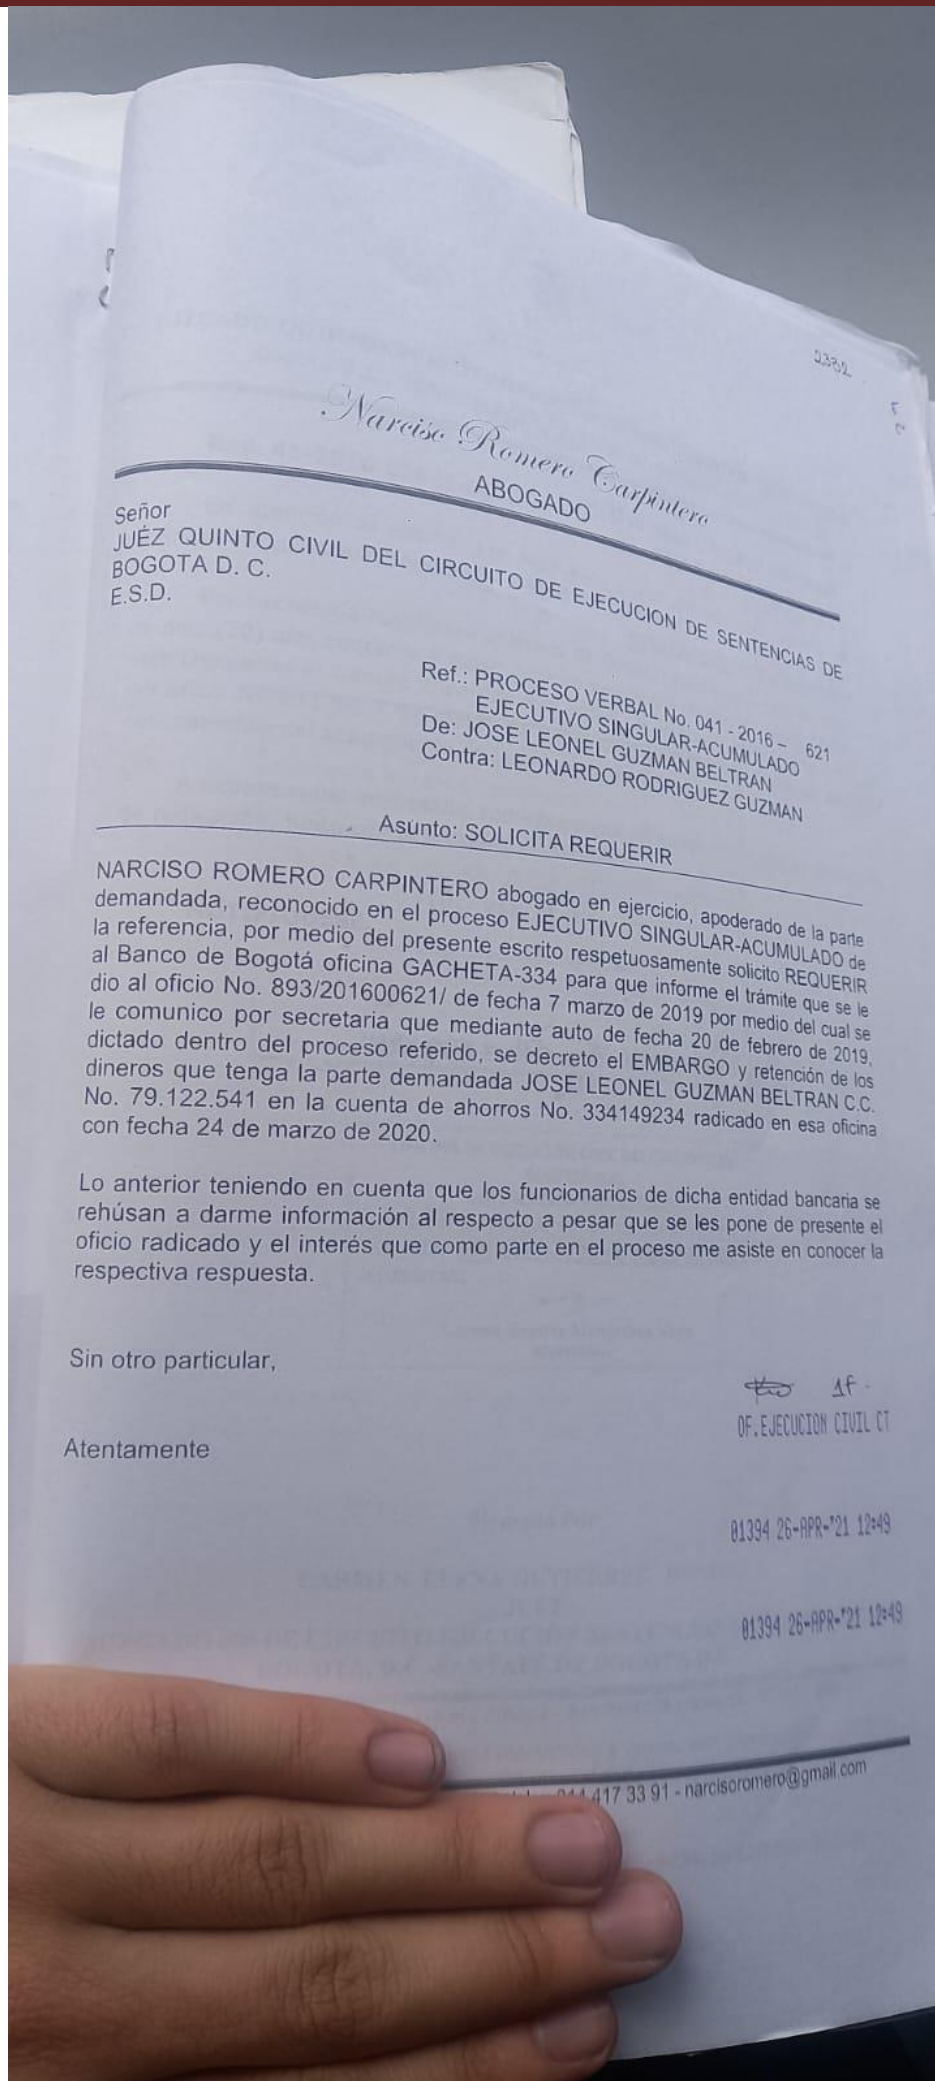 2332
Narciso Romero Carpintero
ABOGADO
Señor
JUÉZ QUINTO CIVIL DEL CIRCUITO DE EJECUCION DE SENTENCIAS DE
BOGOTA D. C.
E.S.D.
Ref.: PROCESO VERBAL No. 041 - 2016 – 621
EJECUTIVO SINGULAR-ACUMULADO
De: JOSE LEONEL GUZMAN BELTRAN
Contra: LEONARDO RODRIGUEZ GUZMAN
Asunto: SOLICITA REQUERIR
NARCISO ROMERO CARPINTERO abogado en ejercicio, apoderado de la parte
demandada, reconocido en el proceso EJECUTIVO SINGULAR-ACUMULADO de
la referencia, por medio del presente escrito respetuosamente solicito REQUERIR
al Banco de Bogotá oficina GACHETA-334 para que informe el trámite que se le
dio al oficio No. 893/201600621/ de fecha 7 marzo de 2019 por medio del cual se
le comunico por secretaria que mediante auto de fecha 20 de febrero de 2019,
dictado dentro del proceso referido, se decreto el EMBARGO y retención de los
dineros que tenga la parte demandada JOSE LEONEL GUZMAN BELTRAN C.C.
No. 79.122.541 en la cuenta de ahorros No. 334149234 radicado en esa oficina
con fecha 24 de marzo de 2020.
Lo anterior teniendo en cuenta que los funcionarios de dicha entidad bancaria se
rehúsan a darme información al respecto a pesar que se les pone de presente el
oficio radicado y el interés que como parte en el proceso me asiste en conocer la
respectiva respuesta.
Sin otro particular,
1f.
OF.EJECUCION CIVIL CT
Atentamente
01394 26-APR-'21 12:49
01394 26-APR-'21 12:49
417 33 91 - narcisoromero@gmail.com